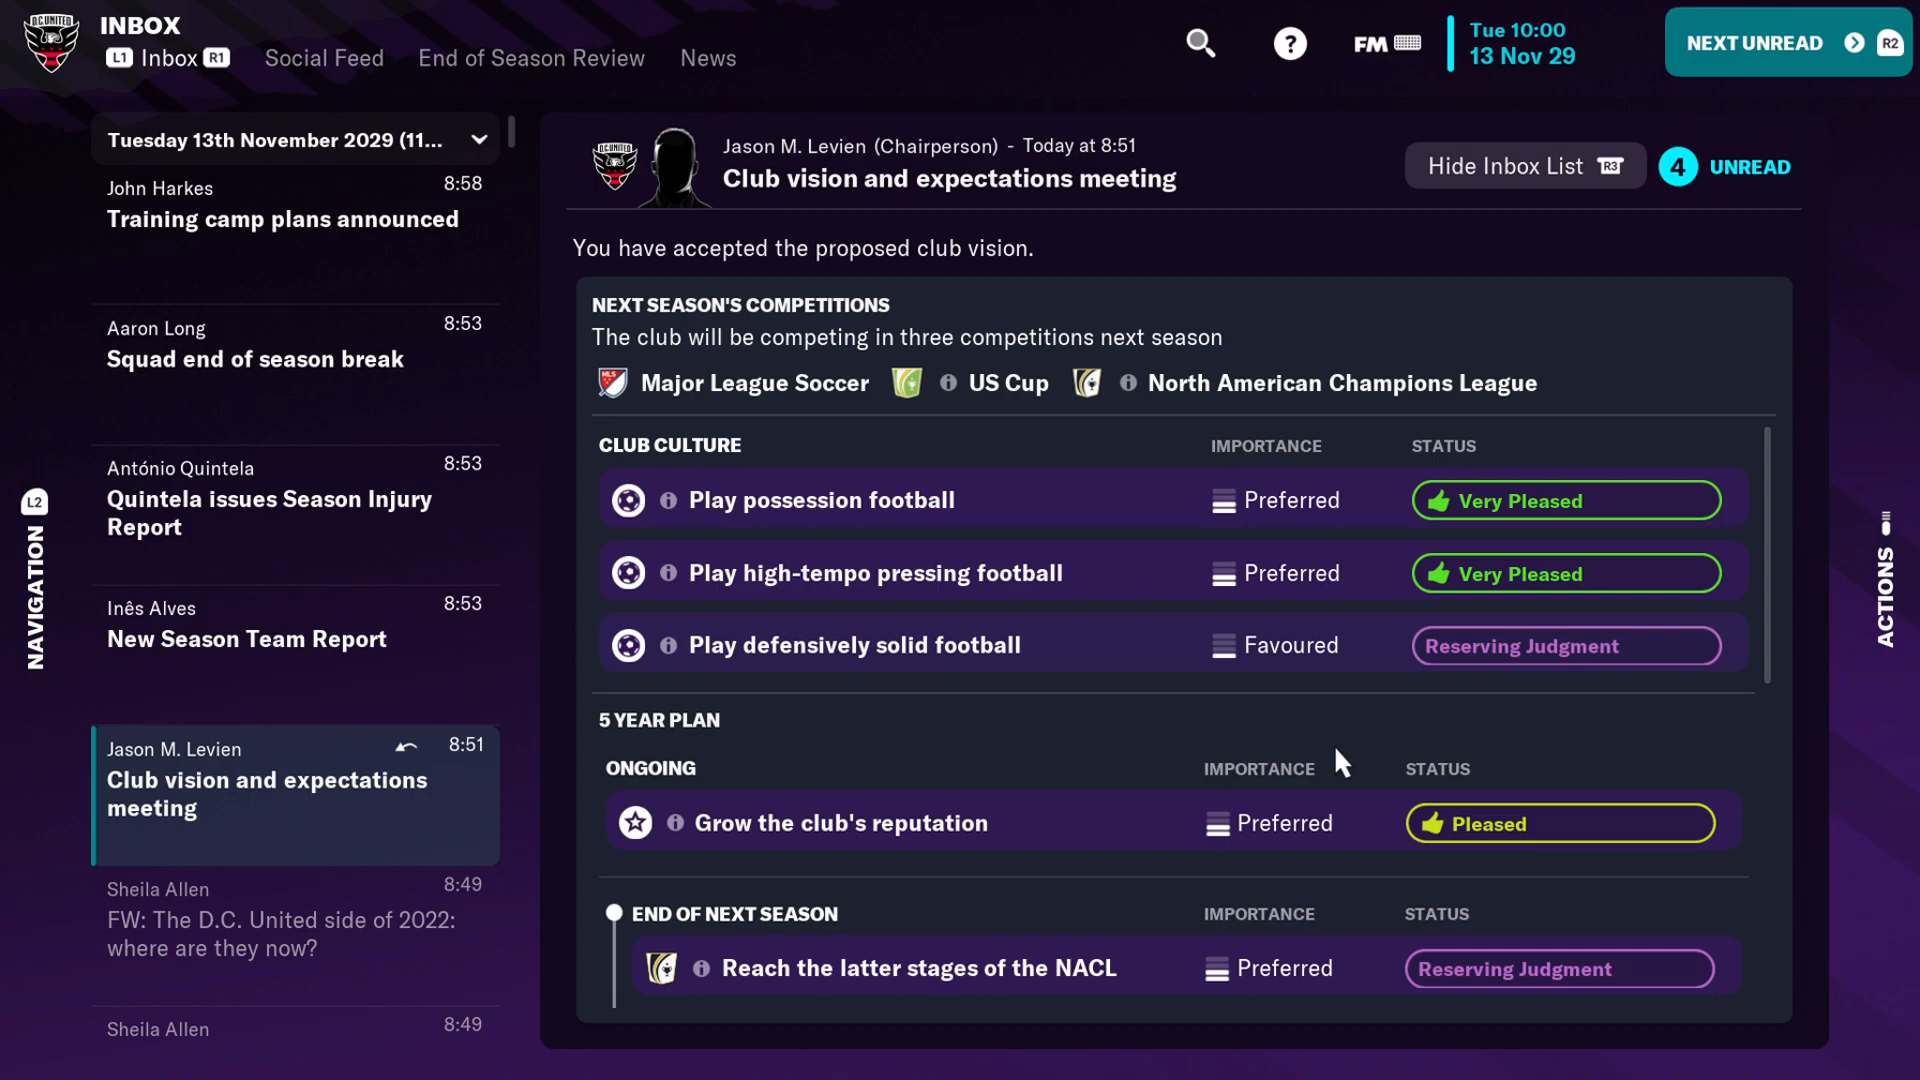 D.C.UNITED
INBOX
L1 Inbox R1 Social Feed End of Season Review News
? FM
Tue 10:00
13 Nov 29
NEXT UNREAD R2
Tuesday 13th November 2029 (11...
John Harkes 8:58
Training camp plans announced
Aaron Long 8:53
Squad end of season break
António Quintela 8:53
Quintela issues Season Injury
Report
Inês Alves 8:53
New Season Team Report
Jason M. Levien 8:51
Club vision and expectations
meeting
Sheila Allen 8:49
FW: The D.C. United side of 2022:
where are they now?
Sheila Allen 8:49
L2
NAVIGATION
D.C.UNITED
Jason M. Levien (Chairperson) - Today at 8:51
Club vision and expectations meeting
Hide Inbox List R3
4 UNREAD
You have accepted the proposed club vision.
NEXT SEASON'S COMPETITIONS
The club will be competing in three competitions next season
MLS Major League Soccer US Cup North American Champions League
CLUB CULTURE IMPORTANCE STATUS
Play possession football Preferred Very Pleased
Play high-tempo pressing football Preferred Very Pleased
Play defensively solid football Favoured Reserving Judgment
5 YEAR PLAN
ONGOING IMPORTANCE STATUS
Grow the club's reputation Preferred Pleased
END OF NEXT SEASON IMPORTANCE STATUS
Reach the latter stages of the NACL Preferred Reserving Judgment
ACTIONS